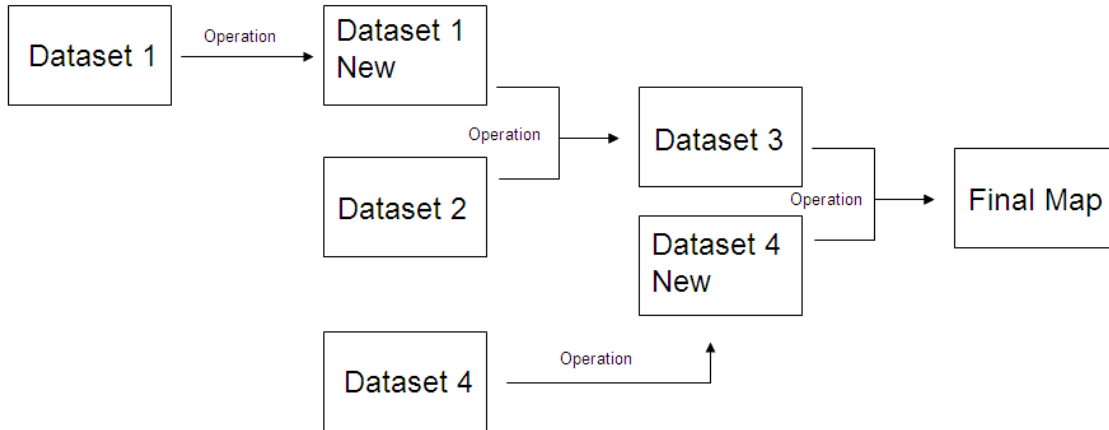 Dataset 1
Operation
Dataset 1
New
Operation
Dataset 2
Dataset 3
Operation
Final Map
Dataset 4
New
Operation
Dataset 4